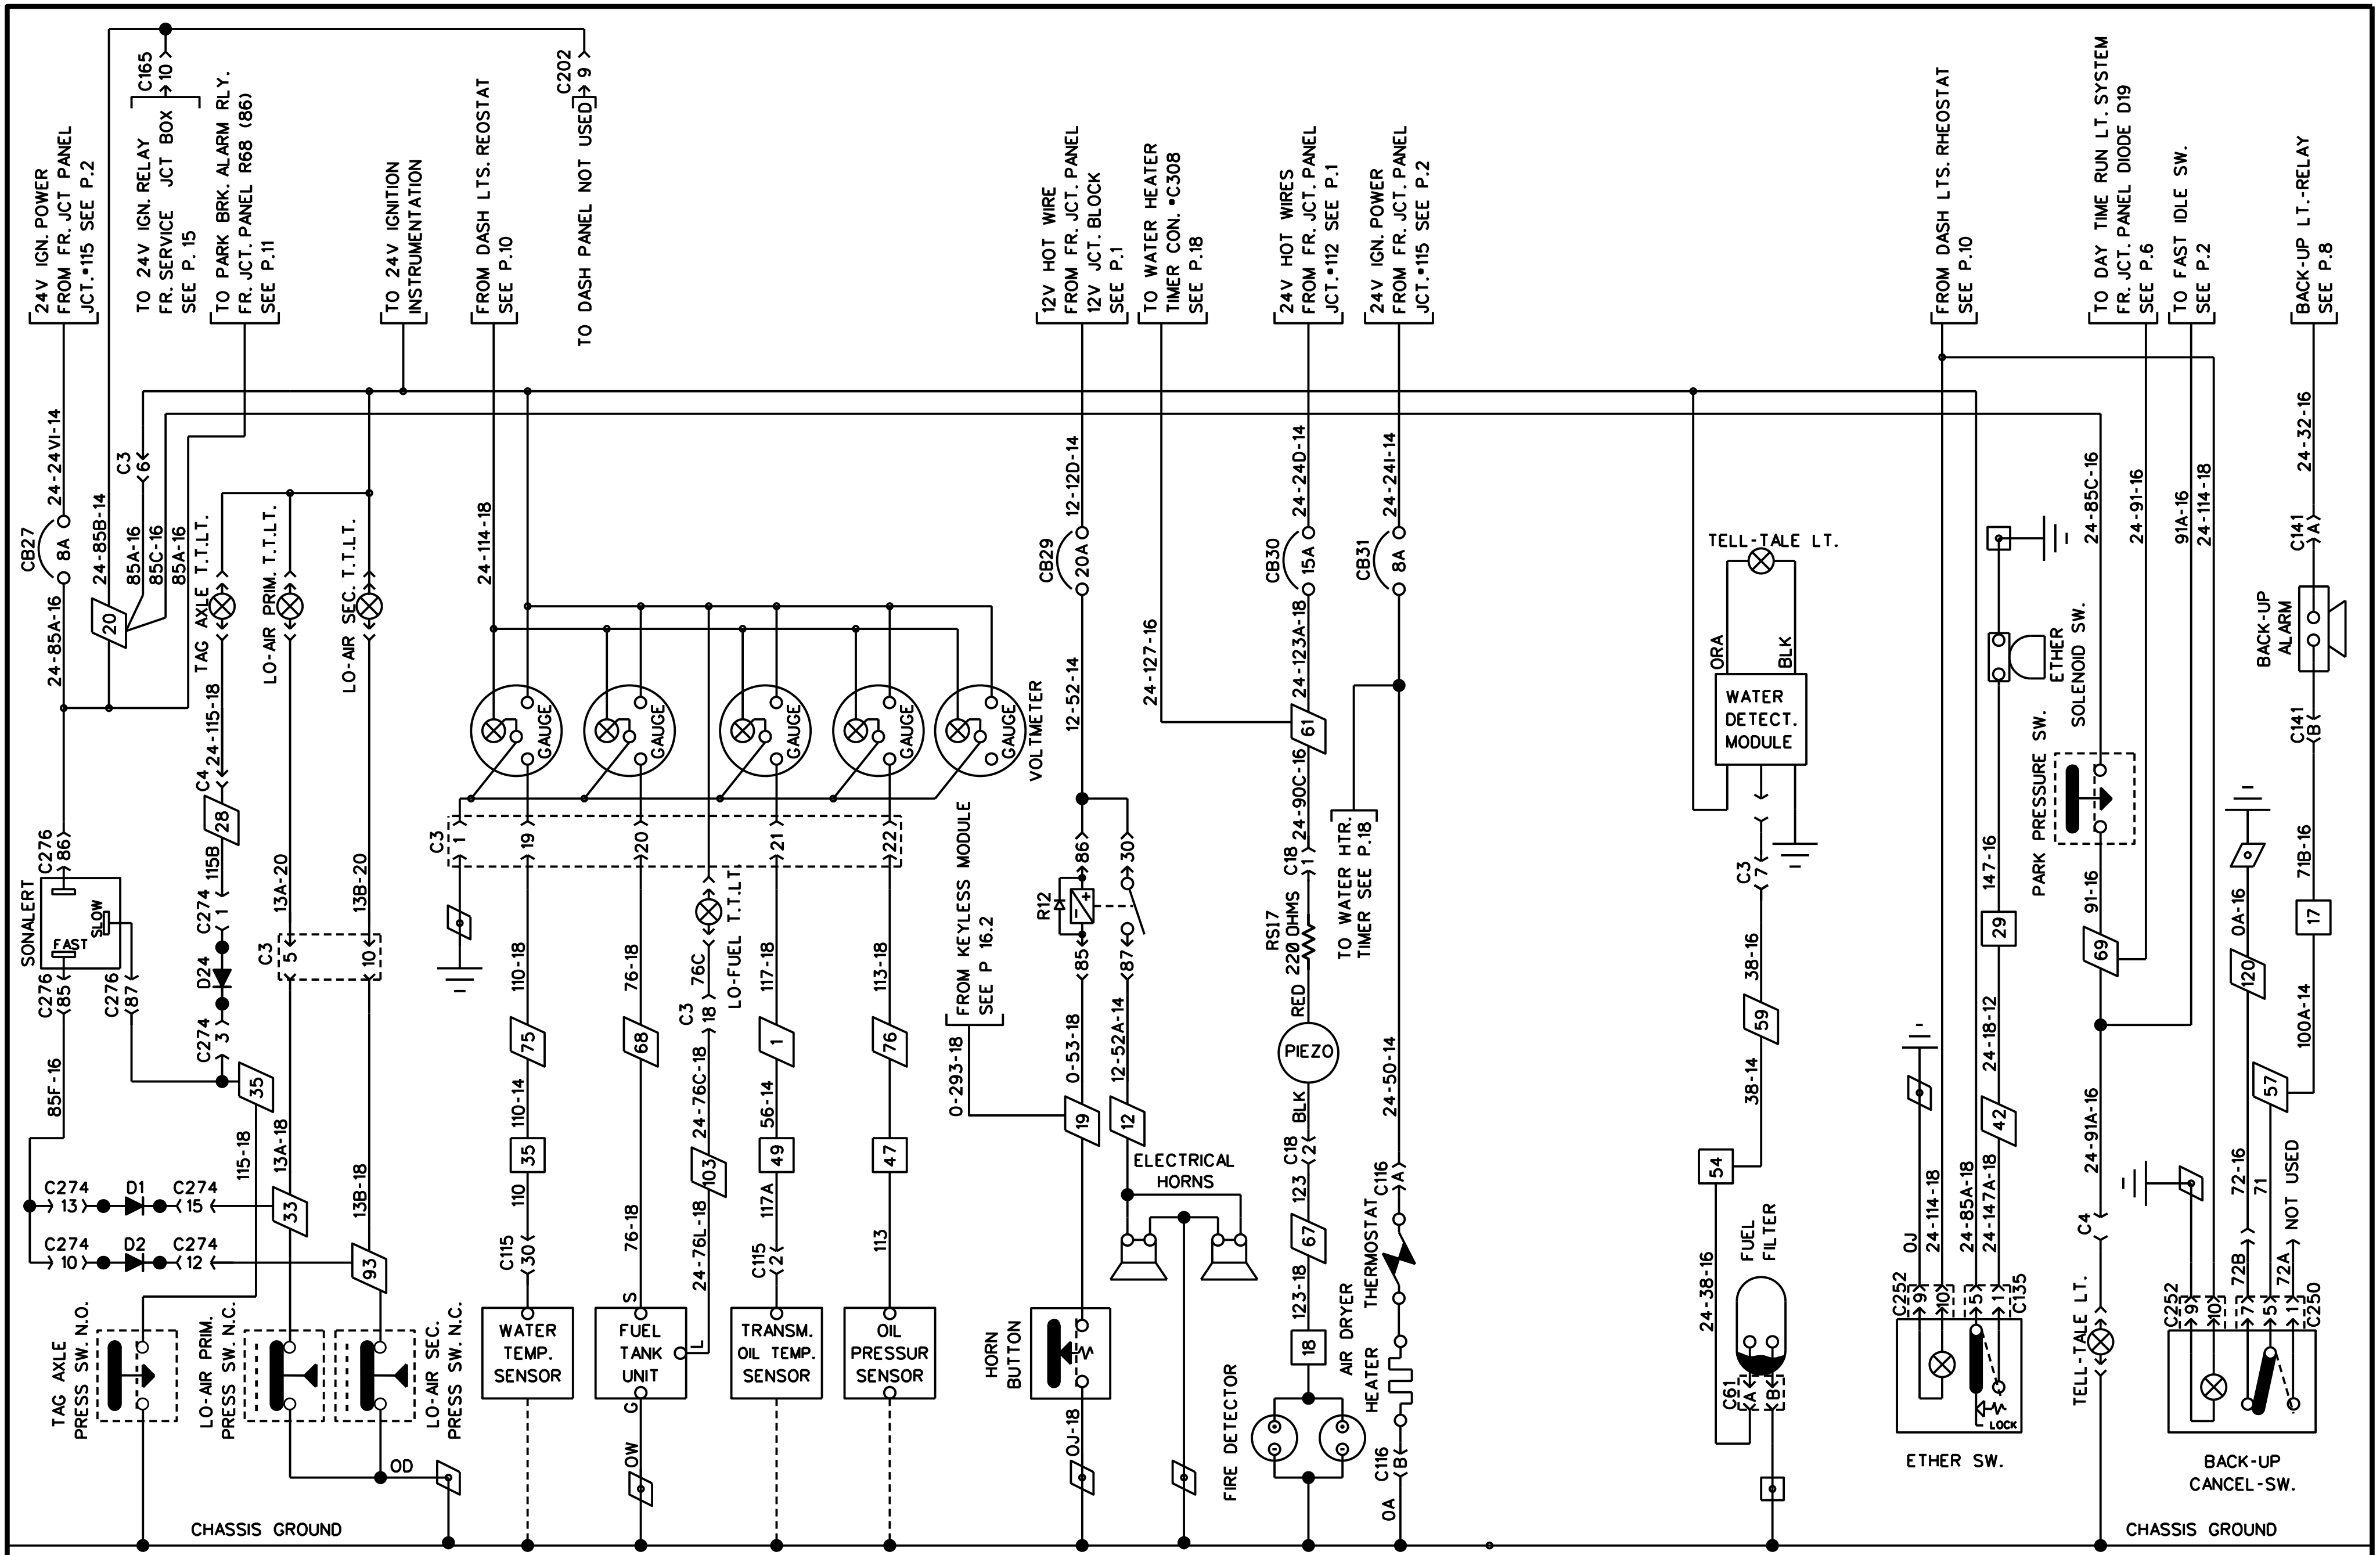 24V IGN. POWER
FROM FR. JCT PANEL
JCT.#115 SEE P.2
C165
10
TO 24V IGN. RELAY
FR. SERVICE JCT BOX
SEE P. 15
TO PARK BRK. ALARM RLY.
FR. JCT. PANEL R68 (86)
SEE P.11
TO 24V IGNITION
INSTRUMENTATION
FROM DASH LTS. REOSTAT
SEE P.10
C202
9
TO DASH PANEL NOT USED
12V HOT WIRE
FROM FR. JCT. PANEL
12V JCT. BLOCK
SEE P.1
TO WATER HEATER
TIMER CON. #C308
SEE P.18
24V HOT WIRES
FROM FR. JCT. PANEL
JCT.#112 SEE P.1
24V IGN. POWER
FROM FR. JCT. PANEL
JCT.#115 SEE P.2
FROM DASH LTS. RHEOSTAT
SEE P.10
TO DAY TIME RUN LT. SYSTEM
FR. JCT. PANEL DIODE D19
SEE P.6
TO FAST IDLE SW.
SEE P.2
BACK-UP LT.-RELAY
SEE P.8
24-24VI-14
CB27
8A
24-85A-16
24-85B-14
C3
6
85A-16
85C-16
85A-16
20
TAG AXLE T.T.LT.
LO-AIR PRIM. T.T.LT.
LO-AIR SEC. T.T.LT.
24-115-18
C4
28
115B
C274
1
D24
C274
3
35
115-18
SONALERT
C276
86
FAST
SLOW
C276
85
C276
87
85F-16
13A-20
13B-20
C3
5
10
13A-18
13B-18
33
93
C274
13
D1
C274
15
C274
10
D2
C274
12
TAG AXLE
PRESS SW. N.O.
LO-AIR PRIM.
PRESS SW. N.C.
LO-AIR SEC.
PRESS SW. N.C.
OD
CHASSIS GROUND
24-114-18
GAUGE
GAUGE
GAUGE
GAUGE
GAUGE
VOLTMETER
C3
1
19
20
21
22
110-18
75
110-14
35
110
C115
30
WATER
TEMP.
SENSOR
76-18
68
76-18
S
FUEL
TANK
UNIT
L
G
OW
LO-FUEL T.T.LT.
76C
C3
18
24-76C-18
103
24-76L-18
117-18
1
56-14
49
117A
C115
2
TRANSM.
OIL TEMP.
SENSOR
113-18
76
47
113
OIL
PRESSUR
SENSOR
FROM KEYLESS MODULE
SEE P 16.2
0-293-18
12-12D-14
CB29
20A
12-52-14
86
30
R12
85
87
0-53-18
12-52A-14
19
12
ELECTRICAL
HORNS
HORN
BUTTON
OJ-18
24-127-16
24-24D-14
CB30
15A
24-123A-18
61
24-90C-16
C18
1
RS17
220 OHMS
RED
PIEZO
BLK
C18
2
123
67
123-18
18
FIRE DETECTOR
24-24I-14
CB31
8A
TO WATER HTR.
TIMER SEE P.18
24-50-14
C116
A
THERMOSTAT
AIR DRYER
HEATER
C116
B
OA
TELL-TALE LT.
ORA
BLK
WATER
DETECT.
MODULE
C3
7
38-16
59
38-14
54
24-38-16
FUEL
FILTER
C61
A
B
ETHER
SOLENOID SW.
147-16
29
24-18-12
42
OJ
24-114-18
24-85A-18
24-147A-18
C252
9
10
5
1
C135
LOCK
ETHER SW.
24-85C-16
24-91-16
PARK PRESSURE SW.
91-16
69
24-91A-16
C4
TELL-TALE LT.
91A-16
24-114-18
24-32-16
C141
A
BACK-UP
ALARM
C141
B
71B-16
17
100A-14
57
0A-16
120
72-16
71
NOT USED
72B
72A
C252
9
10
7
5
1
C250
BACK-UP
CANCEL-SW.
CHASSIS GROUND